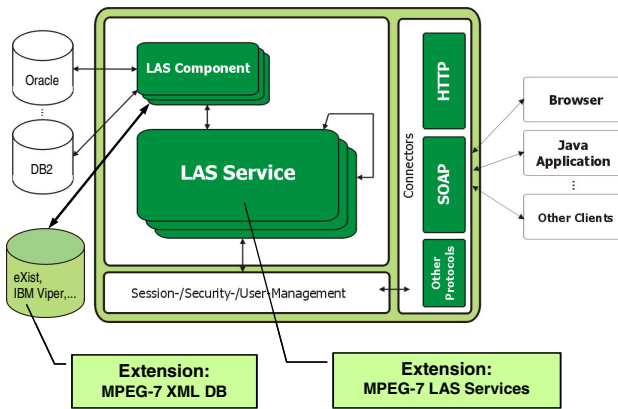 Oracle
...
DB2
eXist,
IBM Viper,...
LAS Component
LAS Service
Session-/Security-/User-Management
Connectors
HTTP
SOAP
Other
Protocols
Browser
Java
Application
...
Other Clients
Extension:
MPEG-7 XML DB
Extension:
MPEG-7 LAS Services